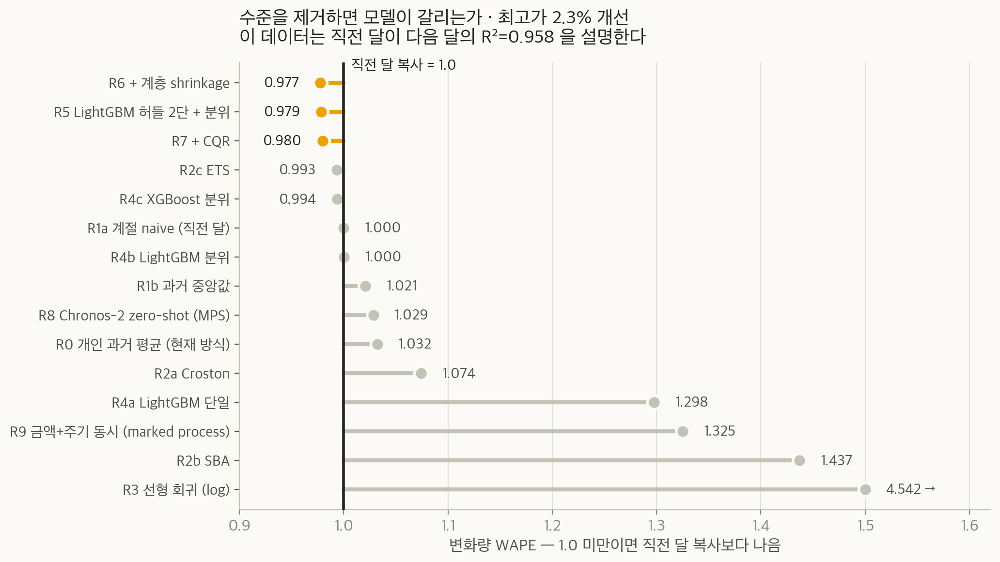 수준을 제거하면 모델이 갈리는가 · 최고가 2.3% 개선
이 데이터는 직전 달이 다음 달의 R²=0.958 을 설명한다
직전 달 복사 = 1.0
R6 + 계층 shrinkage 0.977
R5 LightGBM 허들 2단 + 분위 0.979
R7 + CQR 0.980
R2c ETS 0.993
R4c XGBoost 분위 0.994
R1a 계절 naive (직전 달) 1.000
R4b LightGBM 분위 1.000
R1b 과거 중앙값 1.021
R8 Chronos-2 zero-shot (MPS) 1.029
R0 개인 과거 평균 (현재 방식) 1.032
R2a Croston 1.074
R4a LightGBM 단일 1.298
R9 금액+주기 동시 (marked process) 1.325
R2b SBA 1.437
R3 선형 회귀 (log) 4.542 →
0.9 1.0 1.1 1.2 1.3 1.4 1.5 1.6
변화량 WAPE — 1.0 미만이면 직전 달 복사보다 나음